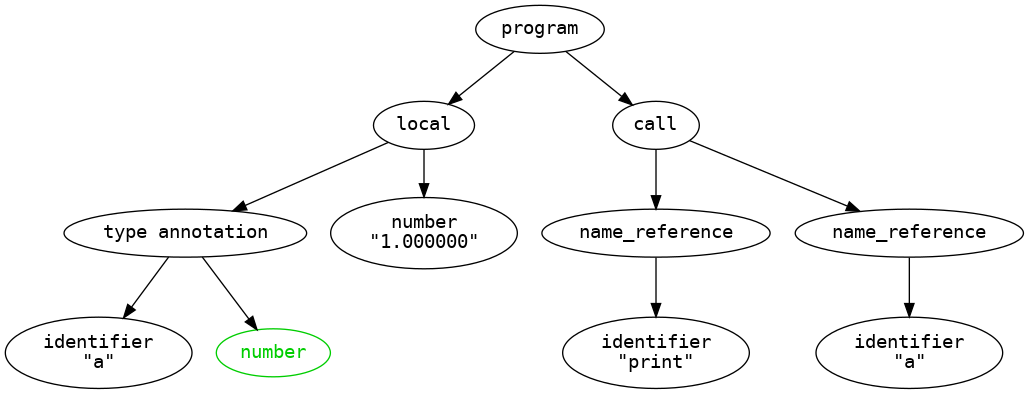 program
local
call
type annotation
number
"1.000000"
name_reference
name_reference
identifier
"a"
number
identifier
"print"
identifier
"a"